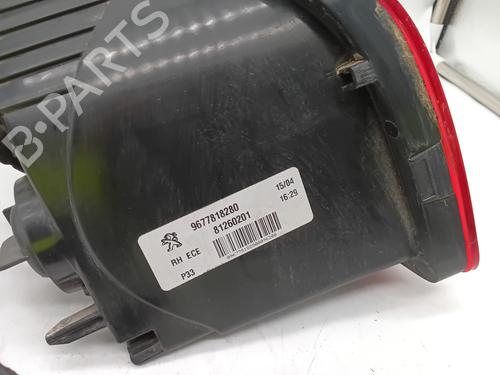 B-PARTS
9677818280
81260201
15/04
16:29
RH ECE
P33